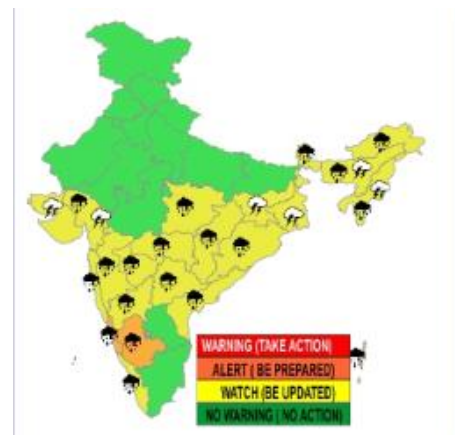 WARNING (TAKE ACTION)
ALERT ( BE PREPARED)
WATCH (BE UPDATED)
NO WARNING ( NO ACTION)